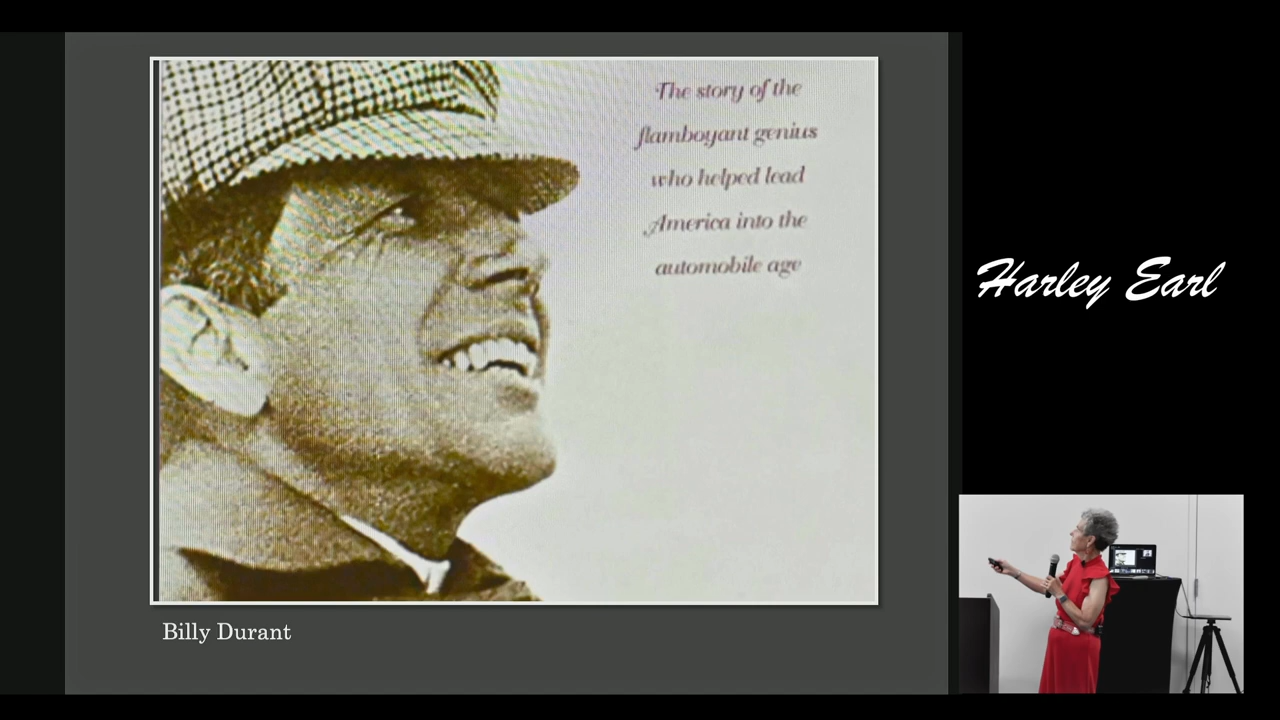 The story of the
flamboyant genius
who helped lead
America into the
automobile age
Billy Durant
Harley Earl